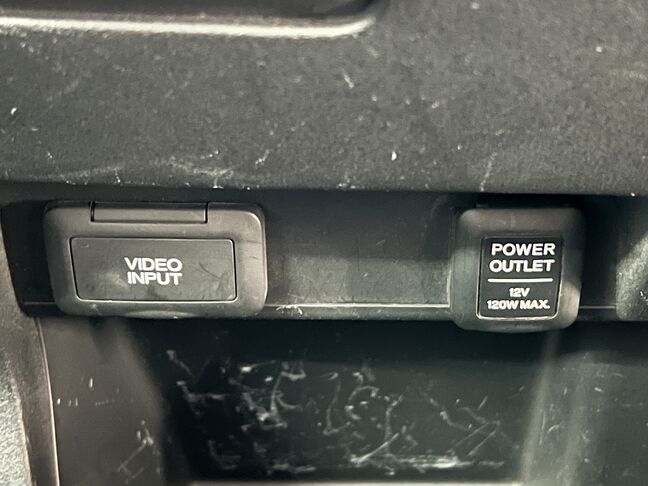 VIDEO
INPUT
POWER
OUTLET
12V
120W MAX.